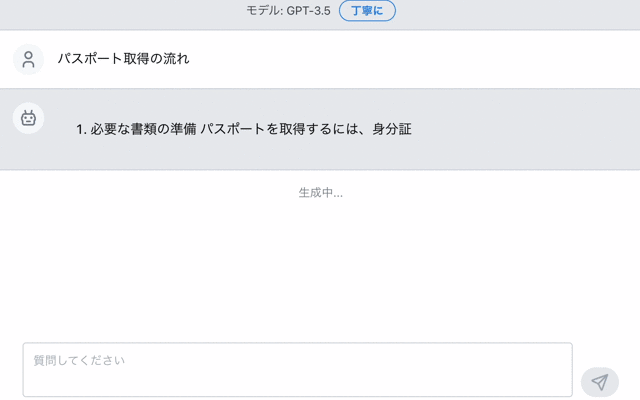 モデル: GPT-3.5 丁寧に
パスポート取得の流れ
1. 必要な書類の準備 パスポートを取得するには、身分証
生成中...
質問してください